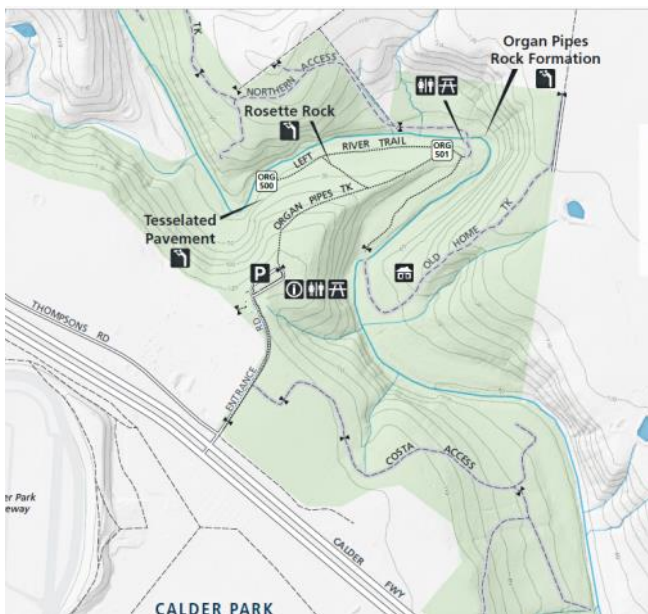 TK
NORTHERN ACCESS
Organ Pipes
Rock Formation
Rosette Rock
LEFT RIVER TRAIL
ORG
501
ORG
500
Tesselated
Pavement
ORGAN PIPES TK
OLD HOME TK
P
i
THOMPSONS RD
ENTRANCE RD
COSTA ACCESS
er Park
eway
CALDER FWY
CALDER PARK